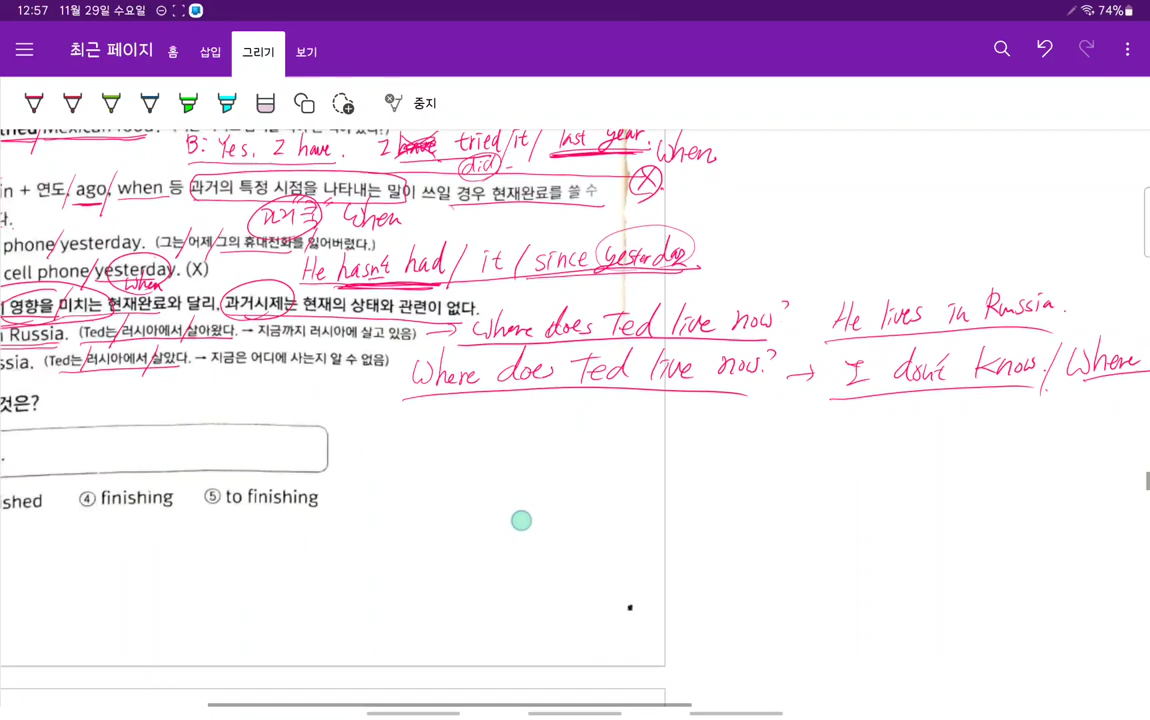 12:57 11월 29일 수요일 74%
최근 페이지 홈 삽입 그리기 보기
중지
tried/Mexican food.
B: Yes, I have. I have tried/it/last year. When
did
in + 연도, ago, when 등 과거의 특정 시점을 나타내는 말이 쓰일 경우 현재완료를 쓸 수 X
다.
과거 콕 When
phone/yesterday. (그는/어제/그의 휴대전화를/잃어버렸다.)
cell phone/yesterday. (X) He hasn't had/it/since yesterday.
When
영향을 미치는 현재완료와 달리, 과거시제는 현재의 상태와 관련이 없다.
n Russia. (Ted는/러시아에서/살아왔다. → 지금까지 러시아에 살고 있음) → Where does Ted live now? He lives in Russia.
ssia. (Ted는/러시아에서/살았다. → 지금은 어디에 사는지 알 수 없음) Where does Ted live now? → I don't know./Where
것은?
.
shed ④ finishing ⑤ to finishing